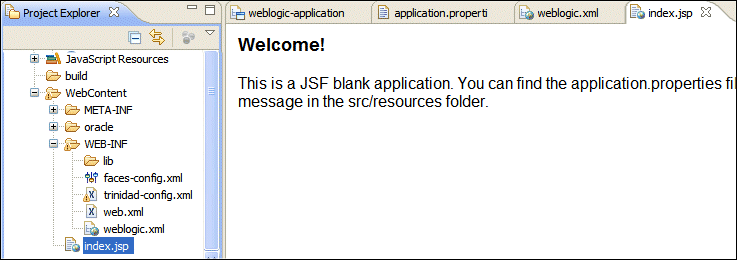 Project Explorer
weblogic-application
application.properti
weblogic.xml
index.jsp
JavaScript Resources
build
WebContent
META-INF
oracle
WEB-INF
lib
faces-config.xml
trinidad-config.xml
web.xml
weblogic.xml
index.jsp
Welcome!
This is a JSF blank application. You can find the application.properties fil
message in the src/resources folder.